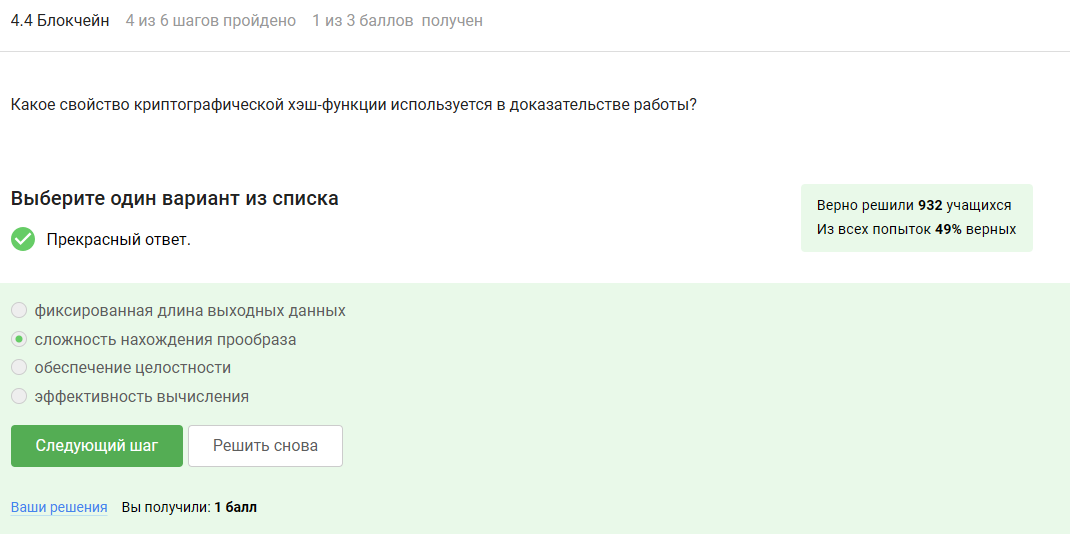 4.4 Блокчейн 4 из 6 шагов пройдено 1 из 3 баллов получен
Какое свойство криптографической хэш-функции используется в доказательстве работы?
Выберите один вариант из списка
Прекрасный ответ.
Верно решили 932 учащихся
Из всех попыток 49% верных
фиксированная длина выходных данных
сложность нахождения прообраза
обеспечение целостности
эффективность вычисления
Следующий шаг Решить снова
Ваши решения Вы получили: 1 балл